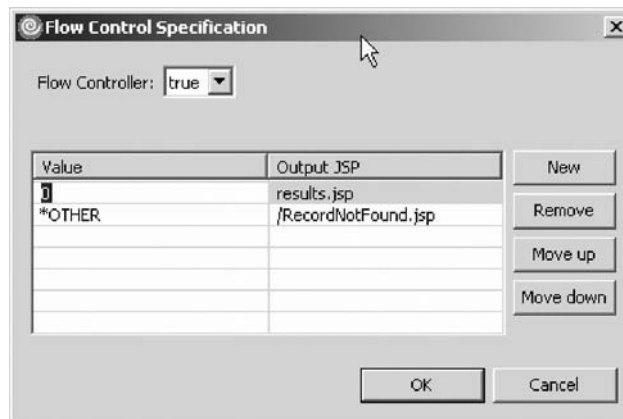 Flow Control Specification
Flow Controller: true
Value Output JSP
0 results.jsp
*OTHER /RecordNotFound.jsp
New
Remove
Move up
Move down
OK Cancel